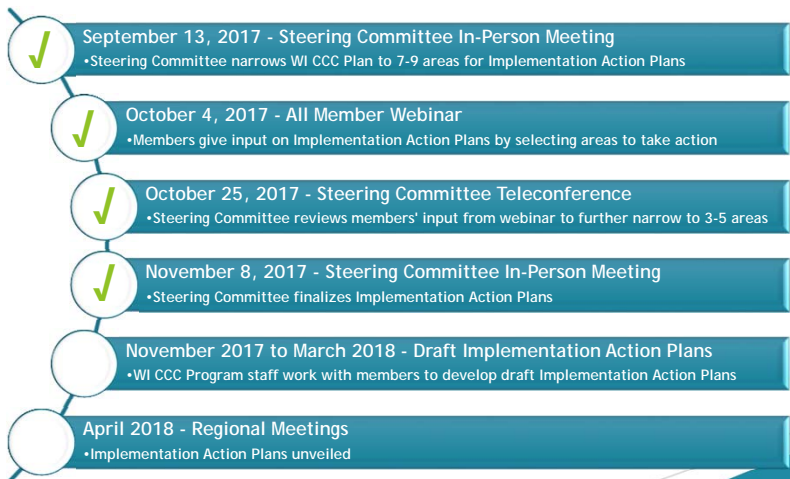 √
September 13, 2017 - Steering Committee In-Person Meeting
•Steering Committee narrows WI CCC Plan to 7-9 areas for Implementation Action Plans
√
October 4, 2017 - All Member Webinar
•Members give input on Implementation Action Plans by selecting areas to take action
√
October 25, 2017 - Steering Committee Teleconference
•Steering Committee reviews members' input from webinar to further narrow to 3-5 areas
√
November 8, 2017 - Steering Committee In-Person Meeting
•Steering Committee finalizes Implementation Action Plans
November 2017 to March 2018 - Draft Implementation Action Plans
•WI CCC Program staff work with members to develop draft Implementation Action Plans
April 2018 - Regional Meetings
•Implementation Action Plans unveiled